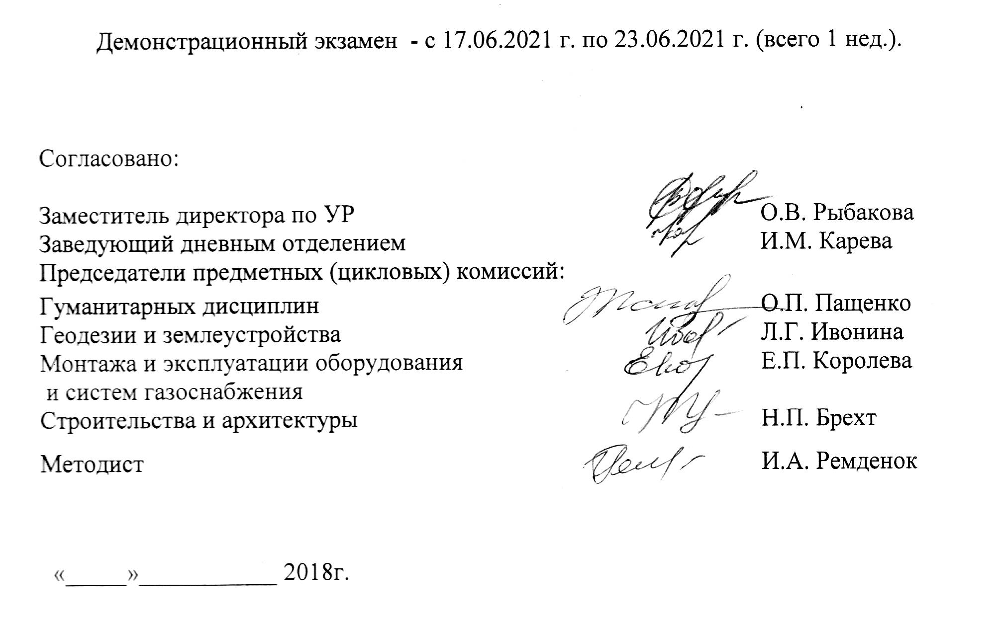 Демонстрационный экзамен - с 17.06.2021 г. по 23.06.2021 г. (всего 1 нед.).
Согласовано:
Заместитель директора по УР О.В. Рыбакова
Заведующий дневным отделением И.М. Карева
Председатели предметных (цикловых) комиссий:
Гуманитарных дисциплин О.П. Пащенко
Геодезии и землеустройства Л.Г. Ивонина
Монтажа и эксплуатации оборудования Е.П. Королева
и систем газоснабжения
Строительства и архитектуры Н.П. Брехт
Методист И.А. Ремденок
«_____»___________ 2018г.